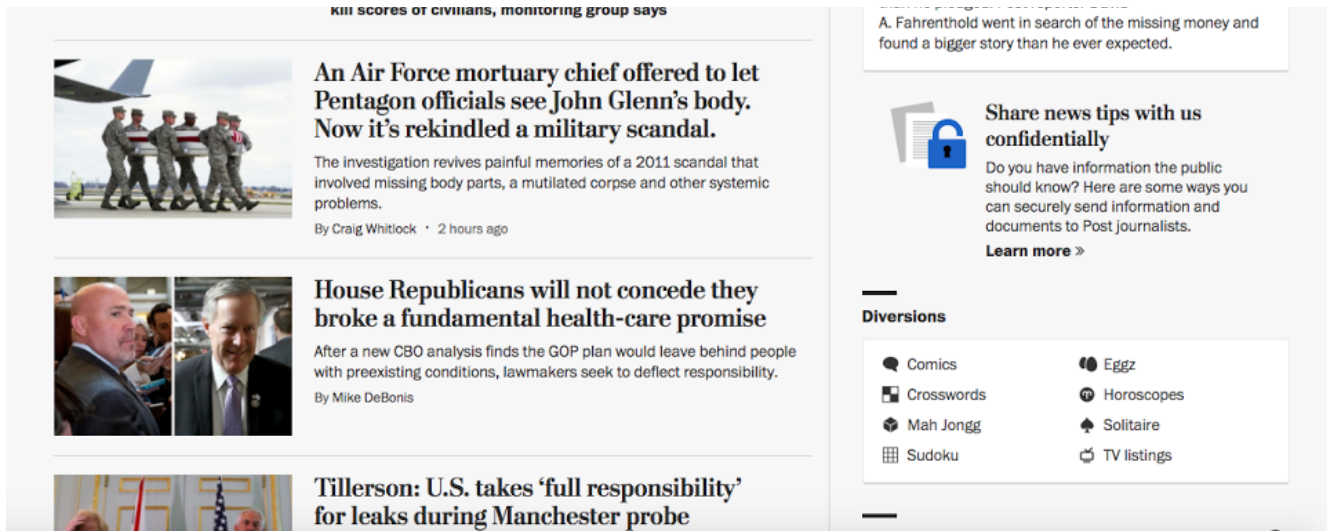 kill scores of civilians, monitoring group says
An Air Force mortuary chief offered to let
Pentagon officials see John Glenn’s body.
Now it’s rekindled a military scandal.
The investigation revives painful memories of a 2011 scandal that
involved missing body parts, a mutilated corpse and other systemic
problems.
By Craig Whitlock • 2 hours ago
House Republicans will not concede they
broke a fundamental health-care promise
After a new CBO analysis finds the GOP plan would leave behind people
with preexisting conditions, lawmakers seek to deflect responsibility.
By Mike DeBonis
Tillerson: U.S. takes ‘full responsibility’
for leaks during Manchester probe
A. Fahrenthold went in search of the missing money and
found a bigger story than he ever expected.
Share news tips with us
confidentially
Do you have information the public
should know? Here are some ways you
can securely send information and
documents to Post journalists.
Learn more »
Diversions
Comics
Eggz
Crosswords
Horoscopes
Mah Jongg
Solitaire
Sudoku
TV listings